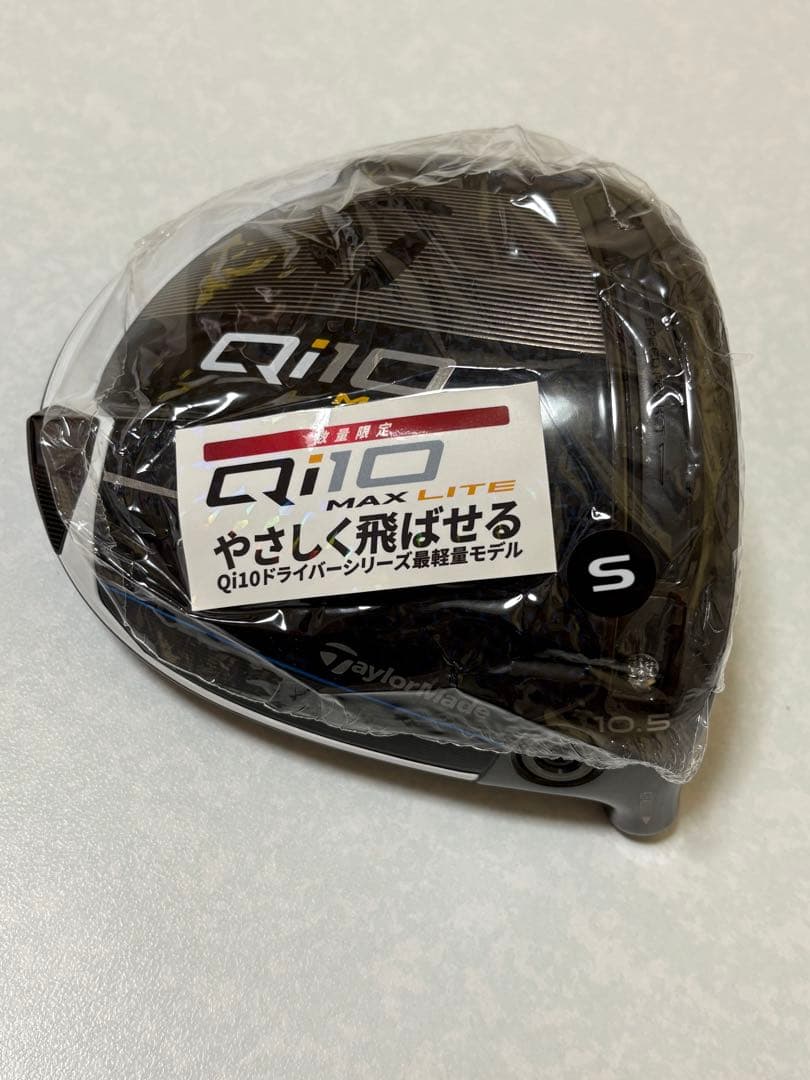 Qi10
数量限定
Qi10
MAX LITE
やさしく飛ばせる
Qi10ドライバーシリーズ最軽量モデル
S
TaylorMade
10.5